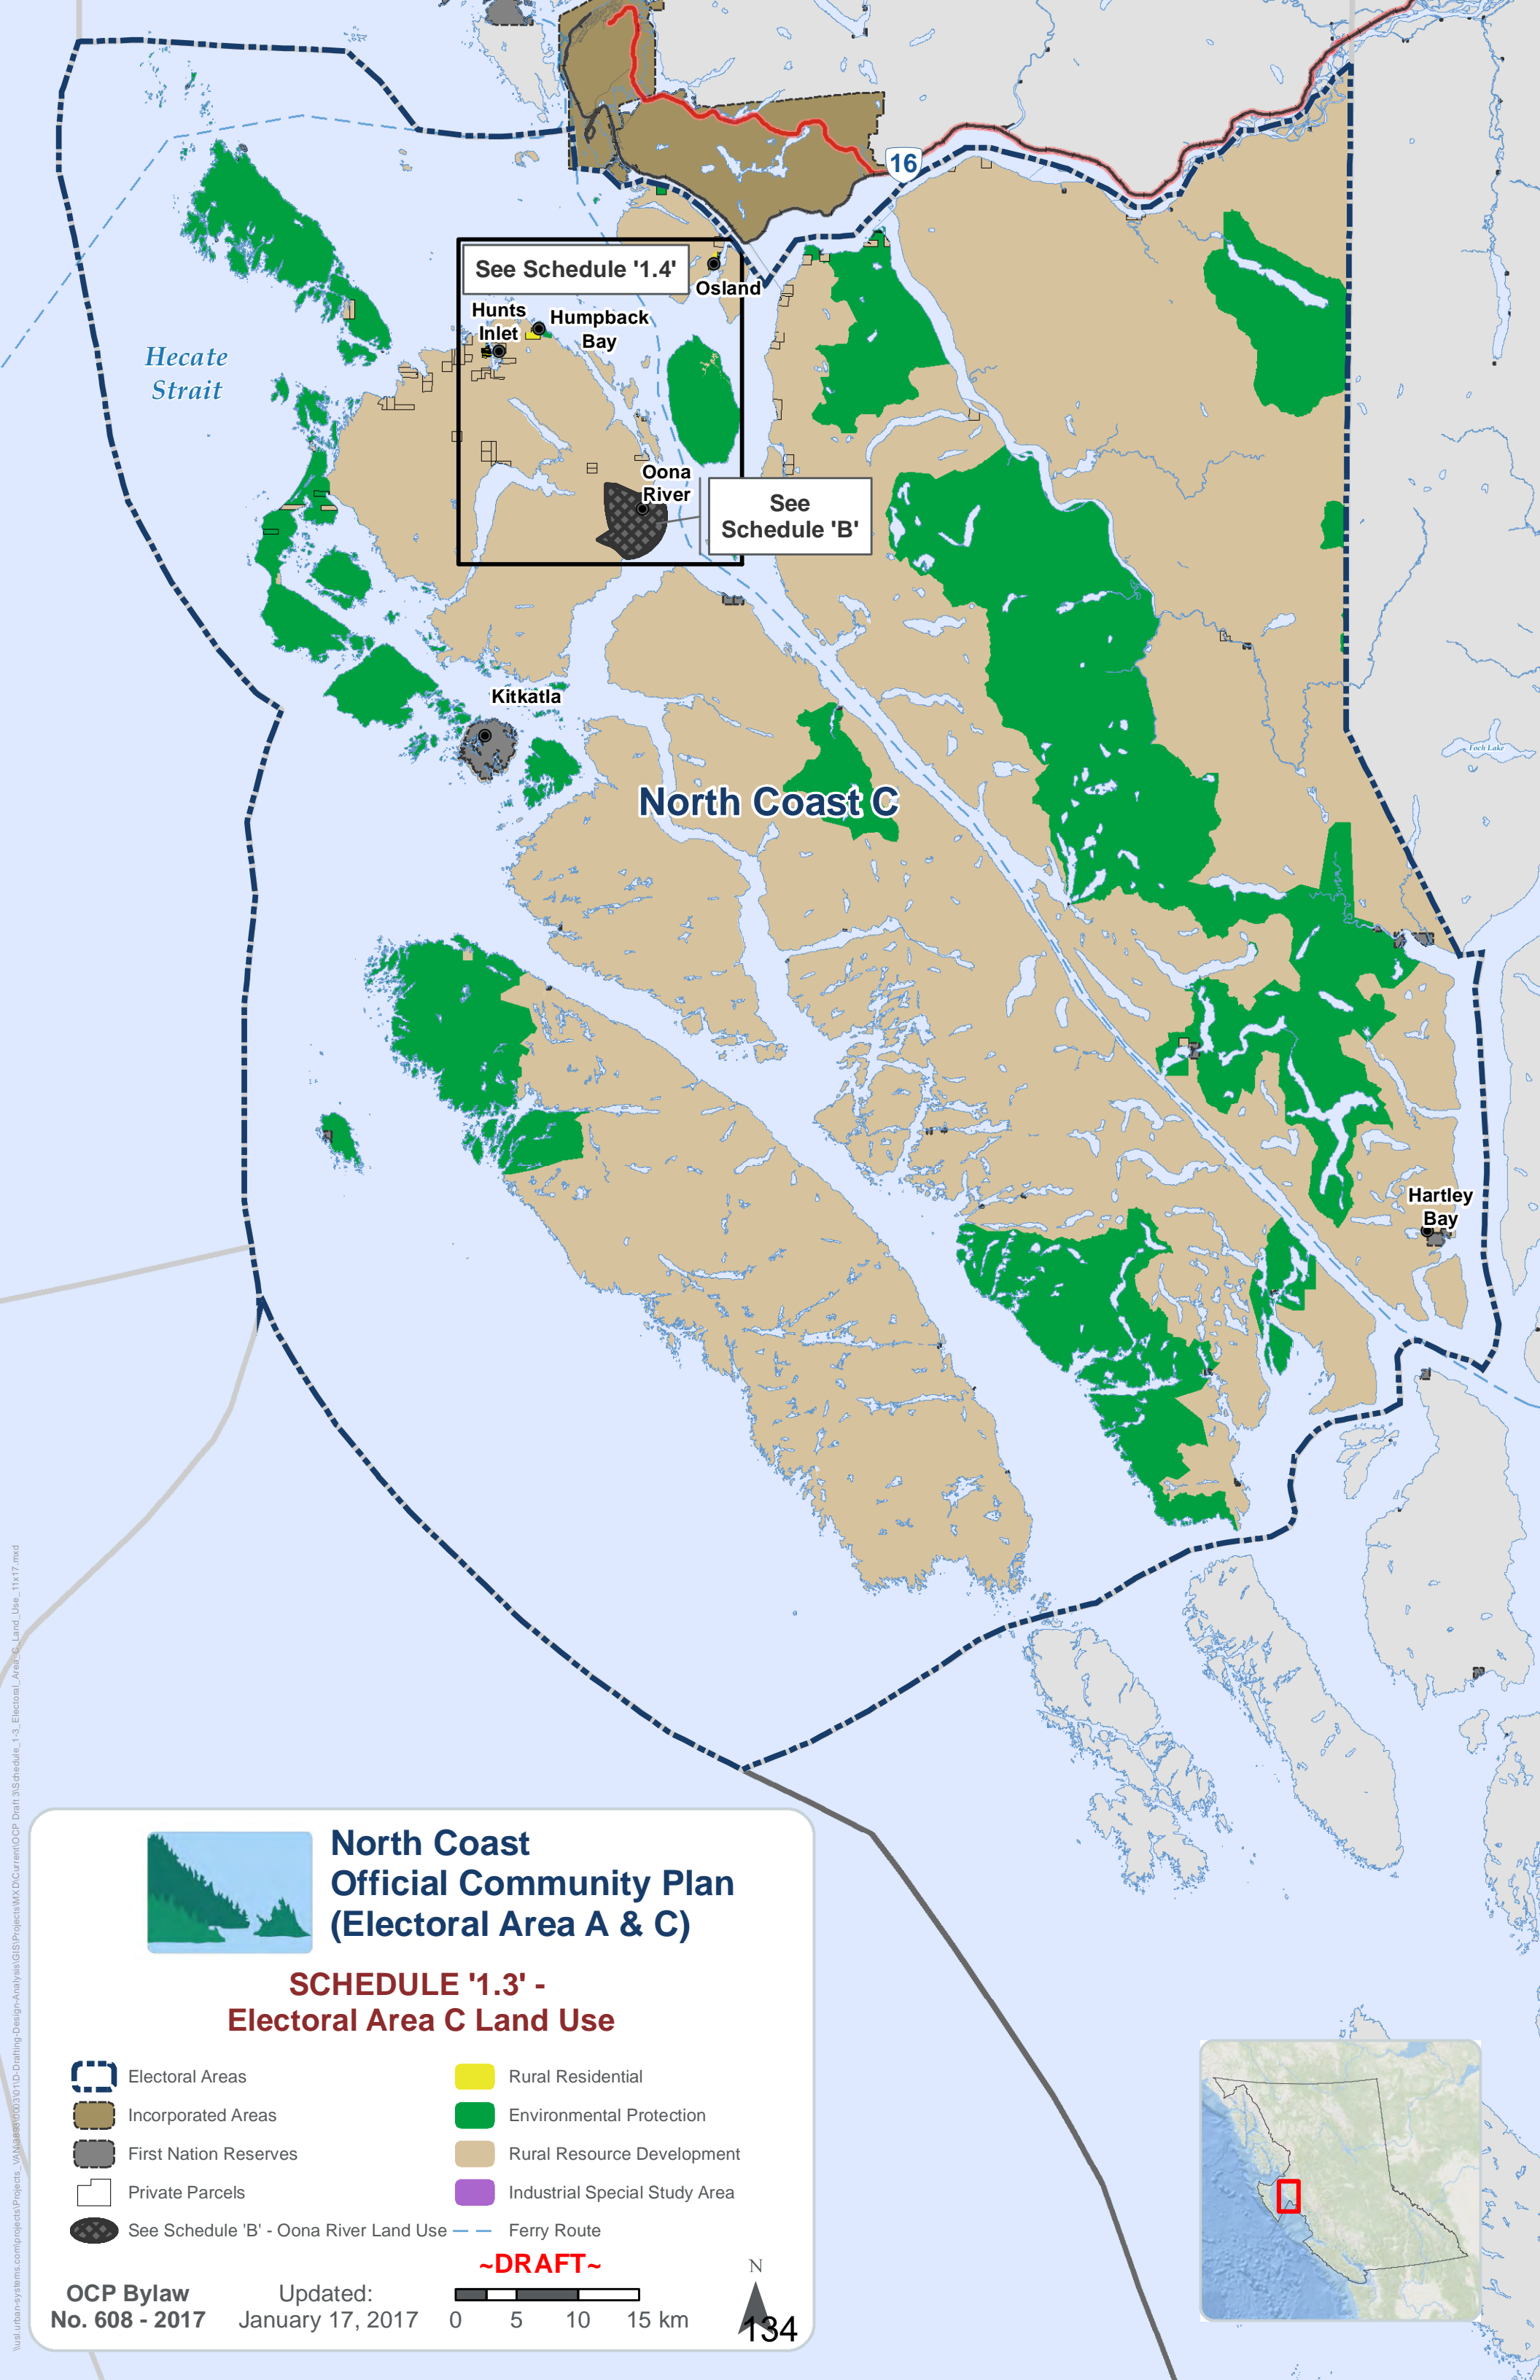 16
See Schedule '1.4'
Osland
Hunts
Inlet
Humpback
Bay
Hecate
Strait
Oona
River
See
Schedule 'B'
Kitkatla
Foch Lake
North Coast C
Hartley
Bay
North Coast
Official Community Plan
(Electoral Area A & C)
SCHEDULE '1.3' -
Electoral Area C Land Use
Electoral Areas
Rural Residential
Incorporated Areas
Environmental Protection
First Nation Reserves
Rural Resource Development
Private Parcels
Industrial Special Study Area
See Schedule 'B' - Oona River Land Use
Ferry Route
~DRAFT~
OCP Bylaw
No. 608 - 2017
Updated:
January 17, 2017
0 5 10 15 km
N
134